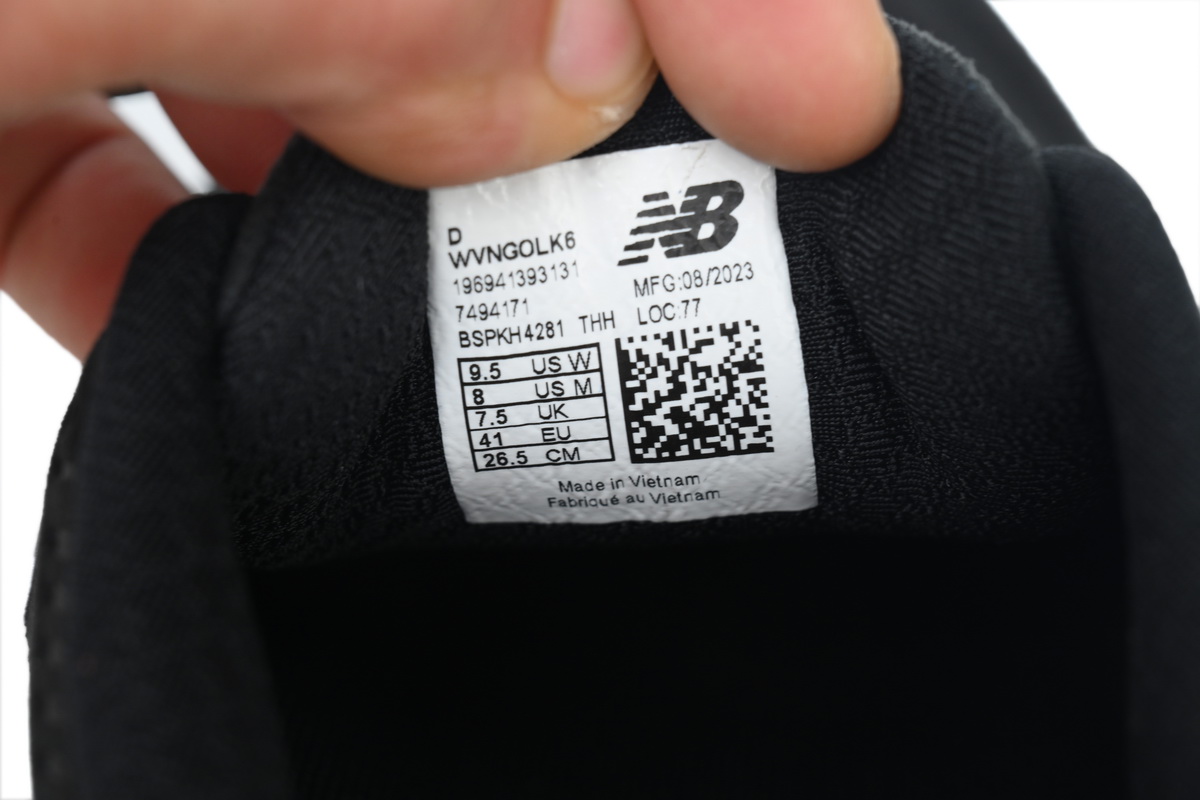 D
WVNGOLK6
196941393131
7494171
BSPKH4281 THH
NB
MFG:08/2023
LOC:77
9.5 US W
8 US M
7.5 UK
41 EU
26.5 CM
Made in Vietnam
Fabriqué au Vietnam